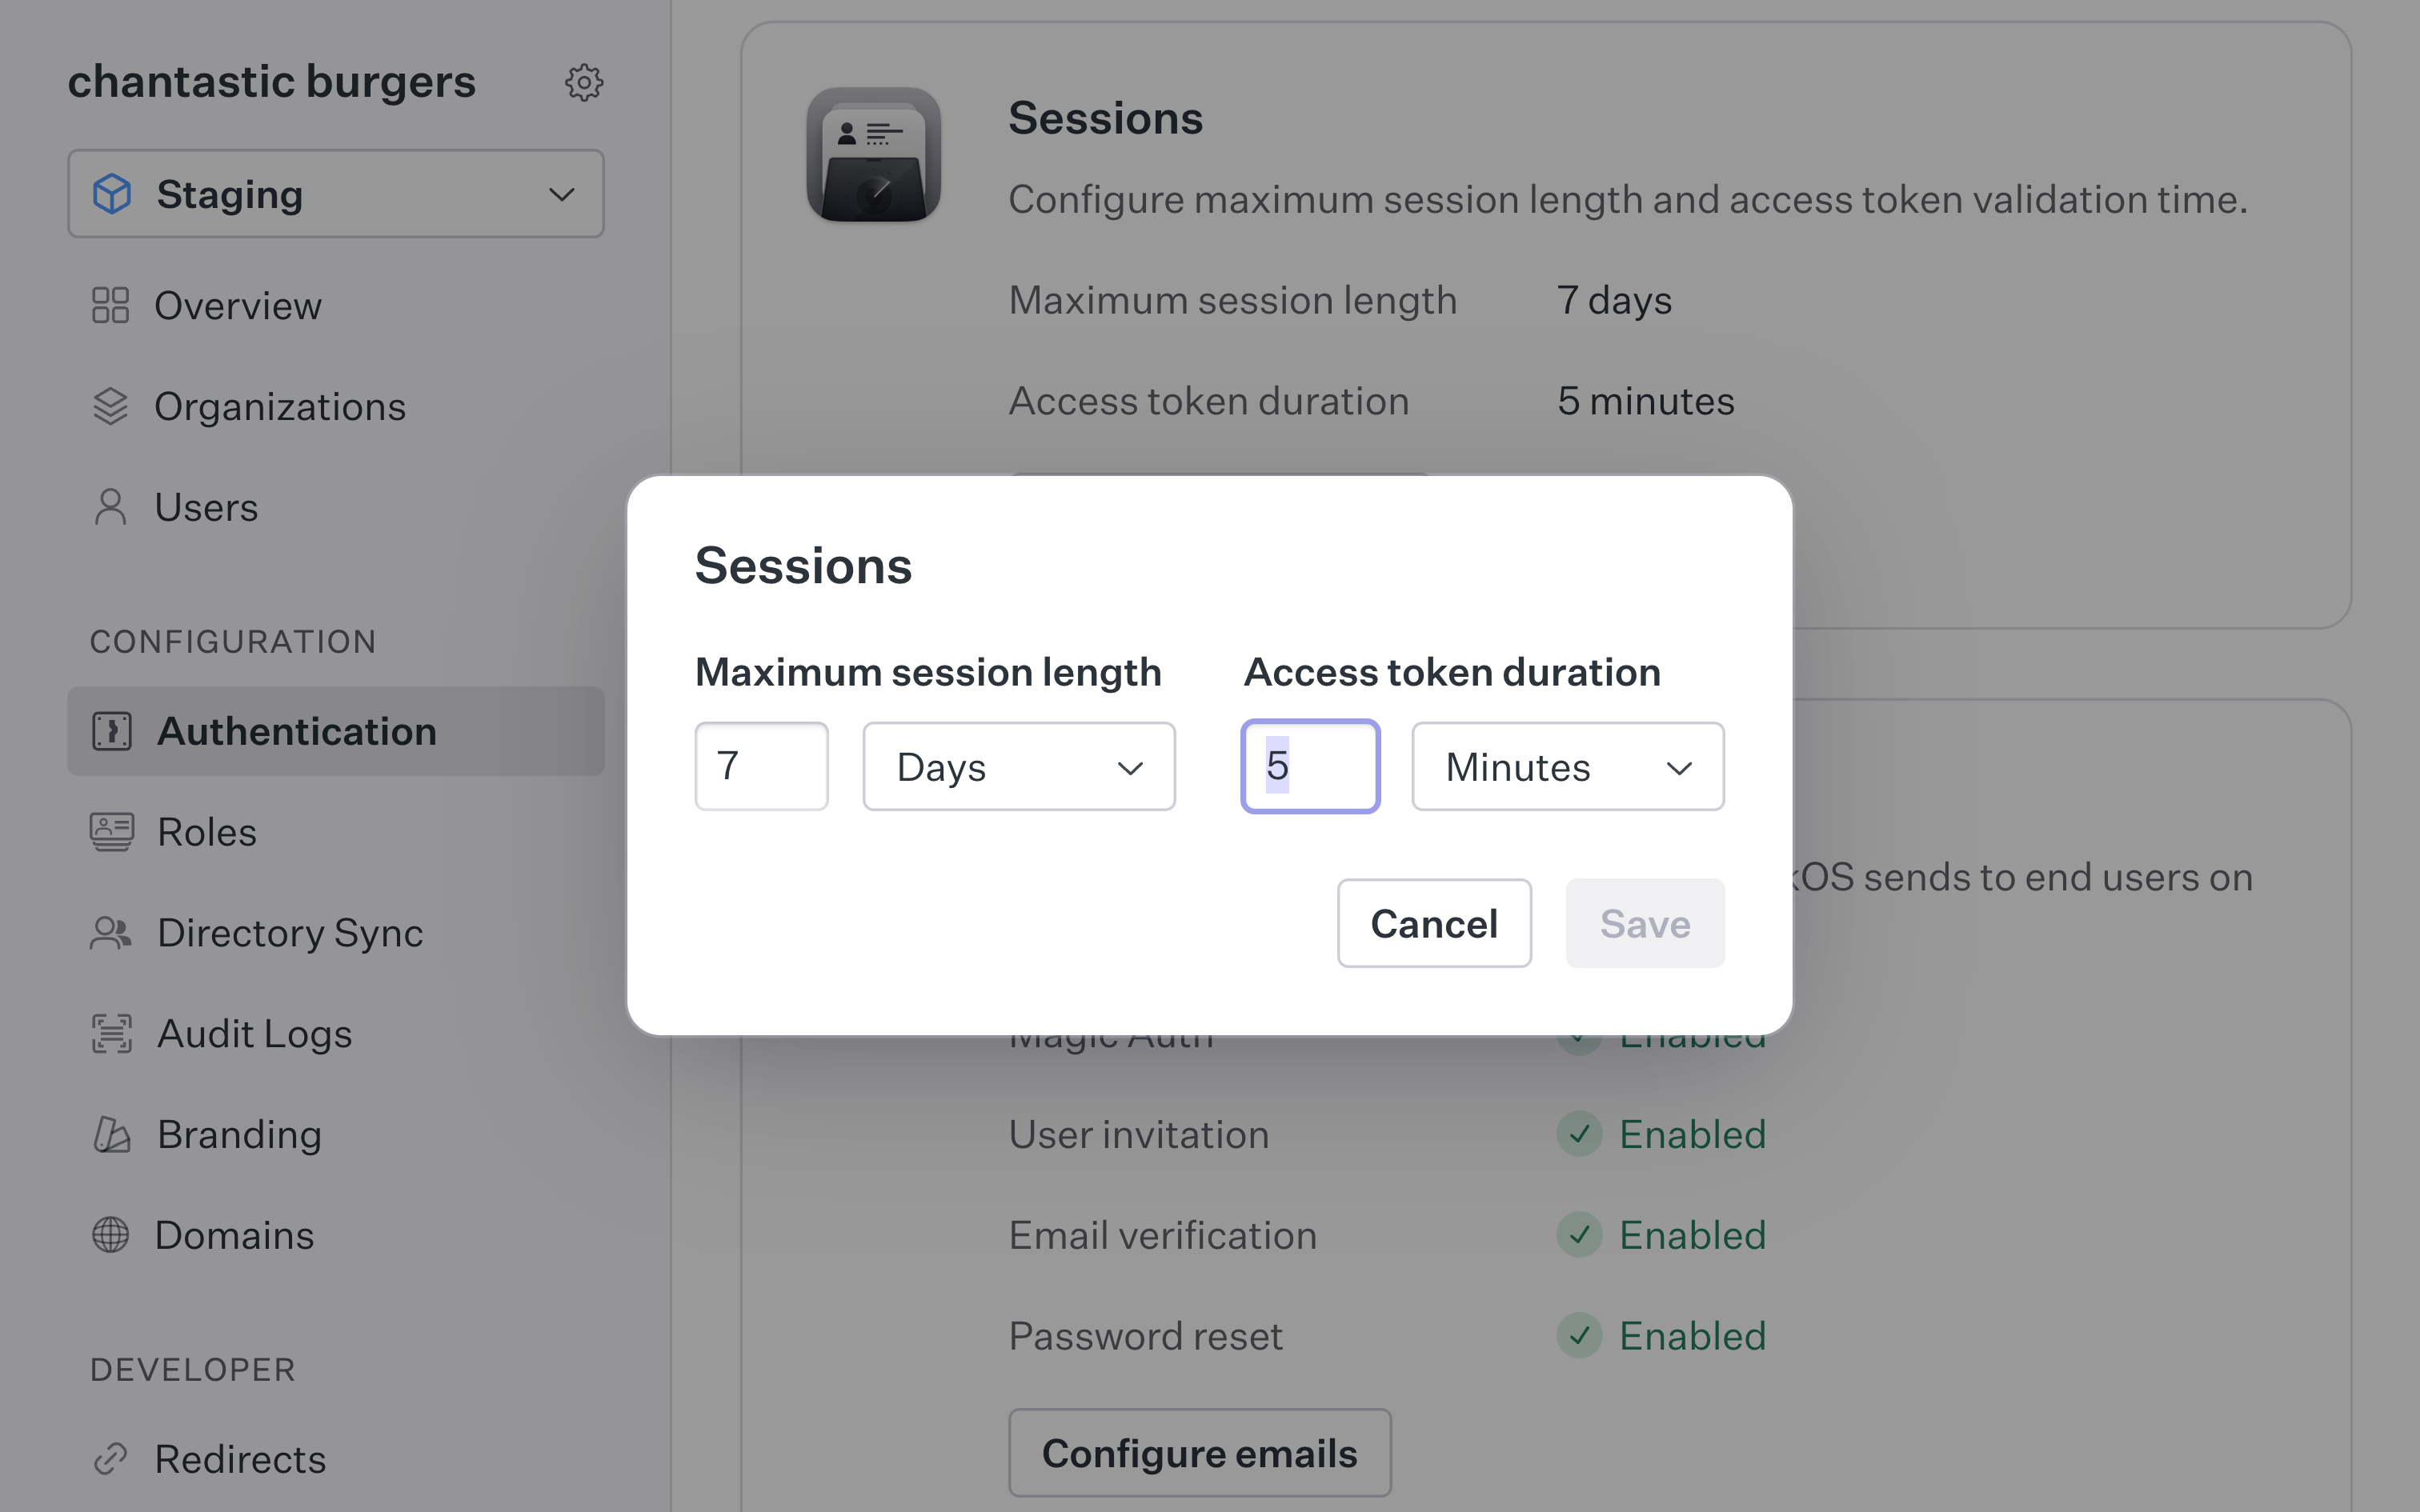 chantastic burgers
Staging
Overview
Organizations
Users
CONFIGURATION
Authentication
Roles
Directory Sync
Audit Logs
Branding
Domains
DEVELOPER
Redirects
Sessions
Configure maximum session length and access token validation time.
Maximum session length 7 days
Access token duration 5 minutes
Sessions
Maximum session length Access token duration
7 Days 5 Minutes
Cancel Save
OS sends to end users on
Magic Auth Enabled
User invitation Enabled
Email verification Enabled
Password reset Enabled
Configure emails